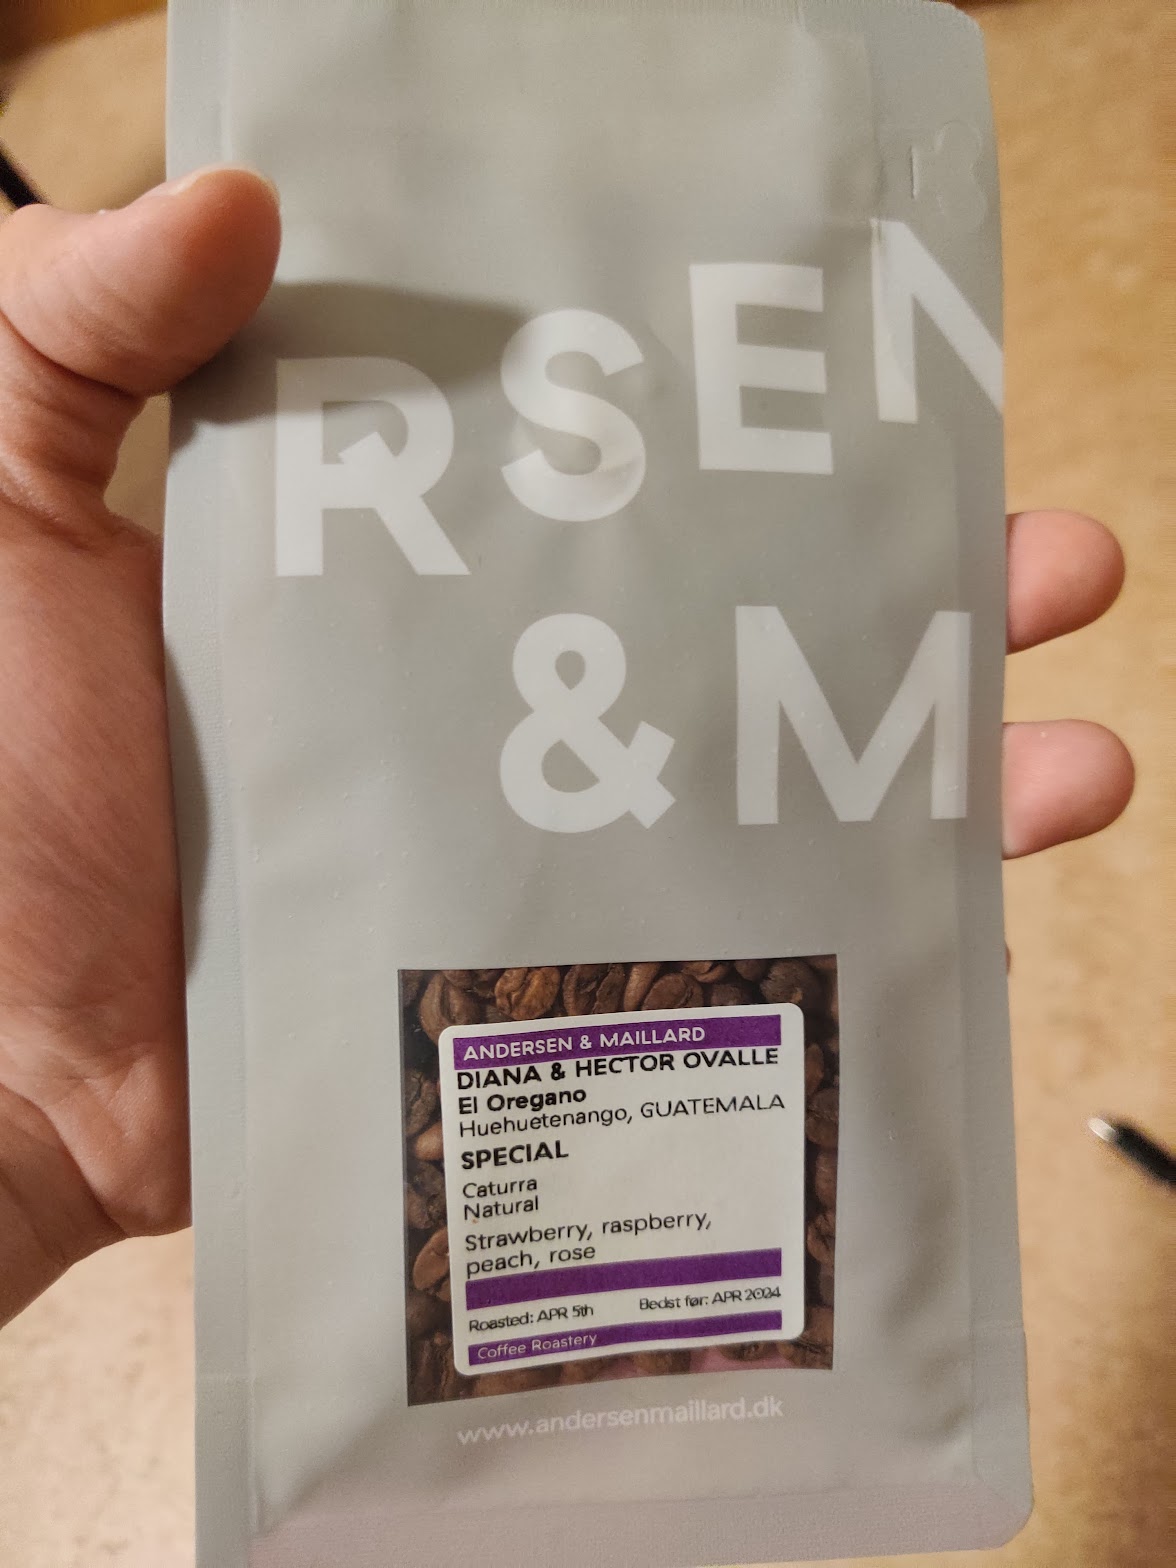 RSEN
& M
ANDERSEN & MAILLARD
DIANA & HECTOR OVALLE
El Oregano
Huehuetenango, GUATEMALA
SPECIAL
Caturra
Natural
Strawberry, raspberry,
peach, rose
Roasted: APR 5th Bedst før: APR 2024
Coffee Roastery
www.andersenmaillard.dk